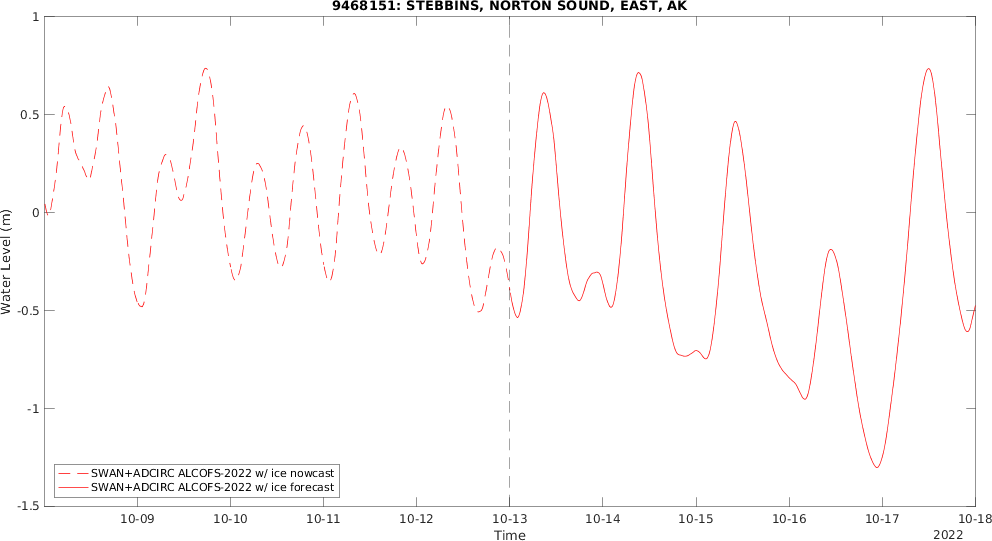 9468151: STEBBINS, NORTON SOUND, EAST, AK
1
0.5
0
-0.5
-1
-1.5
Water Level (m)
SWAN+ADCIRC ALCOFS-2022 w/ ice nowcast
SWAN+ADCIRC ALCOFS-2022 w/ ice forecast
10-09 10-10 10-11 10-12 10-13 10-14 10-15 10-16 10-17 10-18
Time
2022